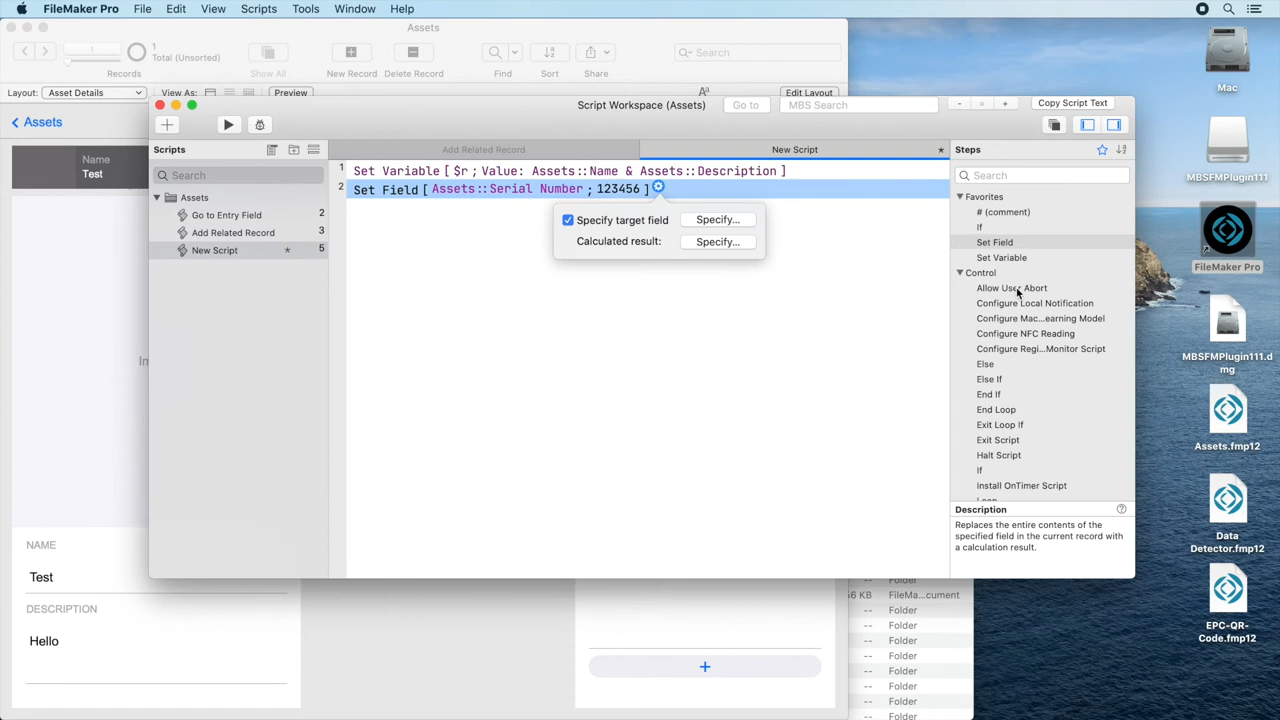 FileMaker Pro File Edit View Scripts Tools Window Help
Assets
1
1
Total (Unsorted)
Search
Records Show All New Record Delete Record Find Sort Share
Layout: Asset Details View As: Preview Aª Edit Layout
Assets
Name
Test
NAME
Test
DESCRIPTION
Hello
Script Workspace (Assets) Go to MBS Search - = + Copy Script Text
Scripts
Search
Assets
Go to Entry Field 2
Add Related Record 3
New Script * 5
Add Related Record New Script *
1 Set Variable [ $r ; Value: Assets::Name & Assets::Description ]
2 Set Field [ Assets::Serial Number ; 123456 ]
Specify target field Specify...
Calculated result: Specify...
Steps
Search
Favorites
# (comment)
If
Set Field
Set Variable
Control
Allow User Abort
Configure Local Notification
Configure Mac...earning Model
Configure NFC Reading
Configure Regi...Monitor Script
Else
Else If
End If
End Loop
Exit Loop If
Exit Script
Halt Script
If
Install OnTimer Script
Loop
Description
Replaces the entire contents of the
specified field in the current record with
a calculation result.
Folder
56 KB FileMa...cument
-- Folder
-- Folder
-- Folder
-- Folder
-- Folder
-- Folder
-- Folder
-- Folder
+
Mac
MBSFMPlugin111
FileMaker Pro
MBSFMPlugin111.d
mg
Assets.fmp12
Data
Detector.fmp12
EPC-QR-
Code.fmp12